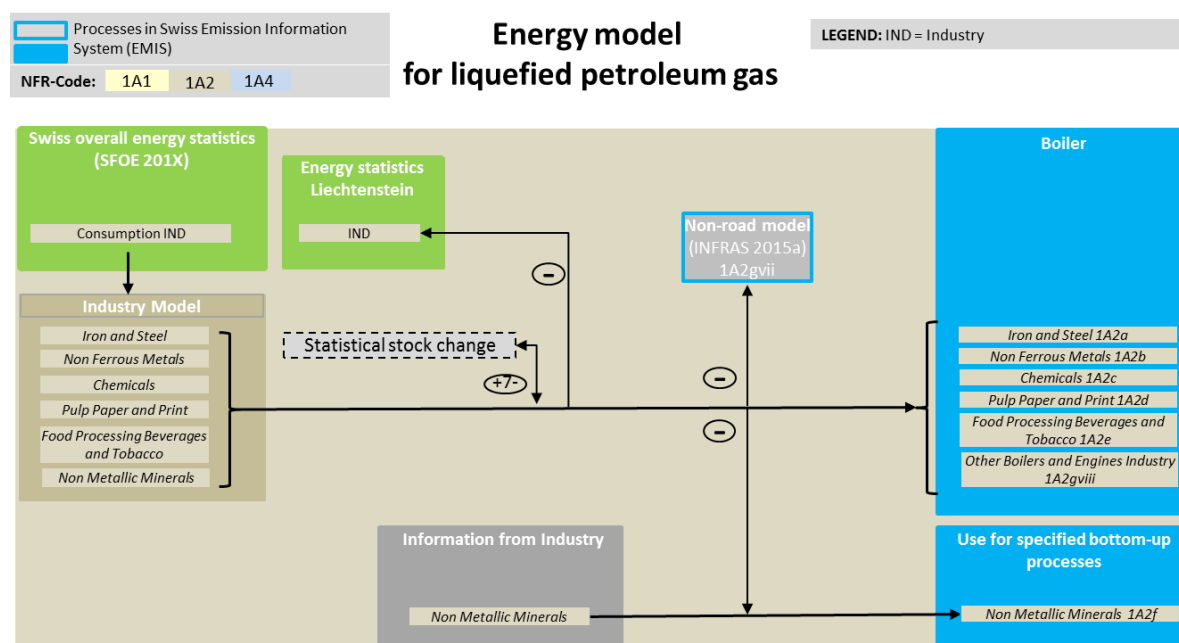 Processes in Swiss Emission Information
System (EMIS)
NFR-Code: 1A1 1A2 1A4
Energy model
for liquefied petroleum gas
LEGEND: IND = Industry
Swiss overall energy statistics
(SFOE 201X)
Consumption IND
Energy statistics
Liechtenstein
IND
Non-road model
(INFRAS 2015a)
1A2gvii
Boiler
Industry Model
Iron and Steel
Non Ferrous Metals
Chemicals
Pulp Paper and Print
Food Processing Beverages
and Tobacco
Non Metallic Minerals
Statistical stock change
-
+7-
-
-
Iron and Steel 1A2a
Non Ferrous Metals 1A2b
Chemicals 1A2c
Pulp Paper and Print 1A2d
Food Processing Beverages and
Tobacco 1A2e
Other Boilers and Engines Industry
1A2gviii
Information from Industry
Non Metallic Minerals
Use for specified bottom-up
processes
Non Metallic Minerals 1A2f